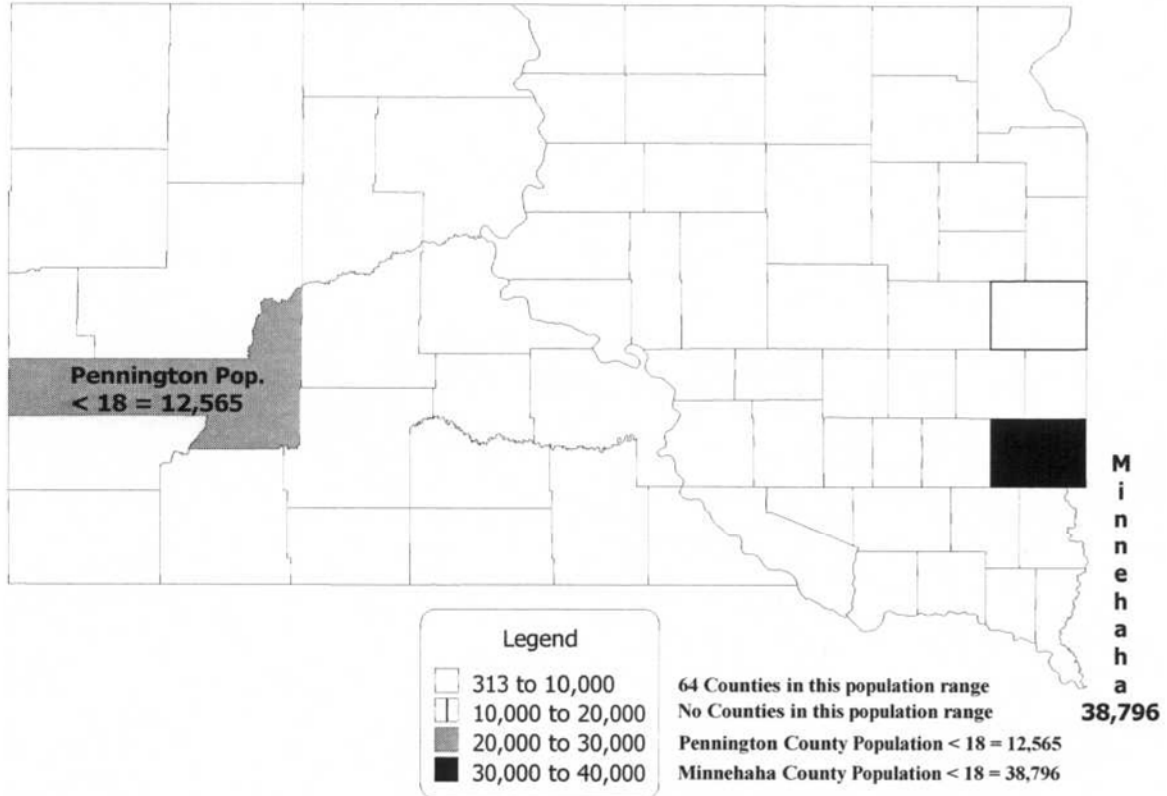 Pennington Pop.
< 18 = 12,565
M
i
n
n
e
h
a
h
a
38,796
Legend
313 to 10,000
10,000 to 20,000
20,000 to 30,000
30,000 to 40,000
64 Counties in this population range
No Counties in this population range
Pennington County Population < 18 = 12,565
Minnehaha County Population < 18 = 38,796